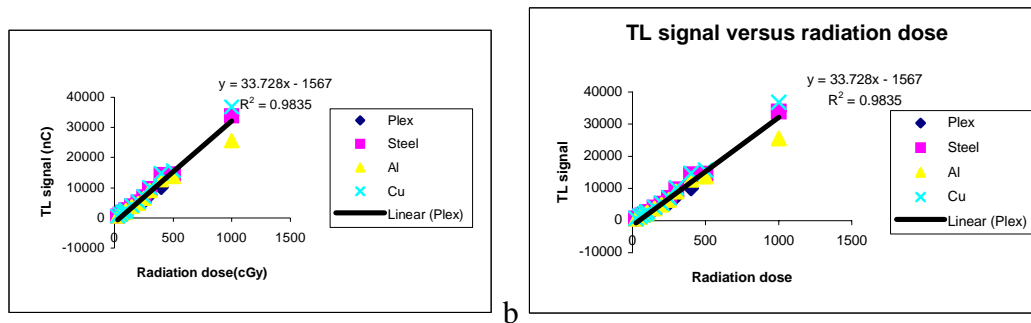 y = 33.728x - 1567
R² = 0.9835
40000
30000
20000
10000
0
-10000
0 500 1000 1500
TL signal (nC)
Radiation dose(cGy)
Plex
Steel
Al
Cu
Linear (Plex)
b
TL signal versus radiation dose
y = 33.728x - 1567
R² = 0.9835
40000
30000
20000
10000
0
-10000
0 500 1000 1500
TL signal
Radiation dose
Plex
Steel
Al
Cu
Linear (Plex)